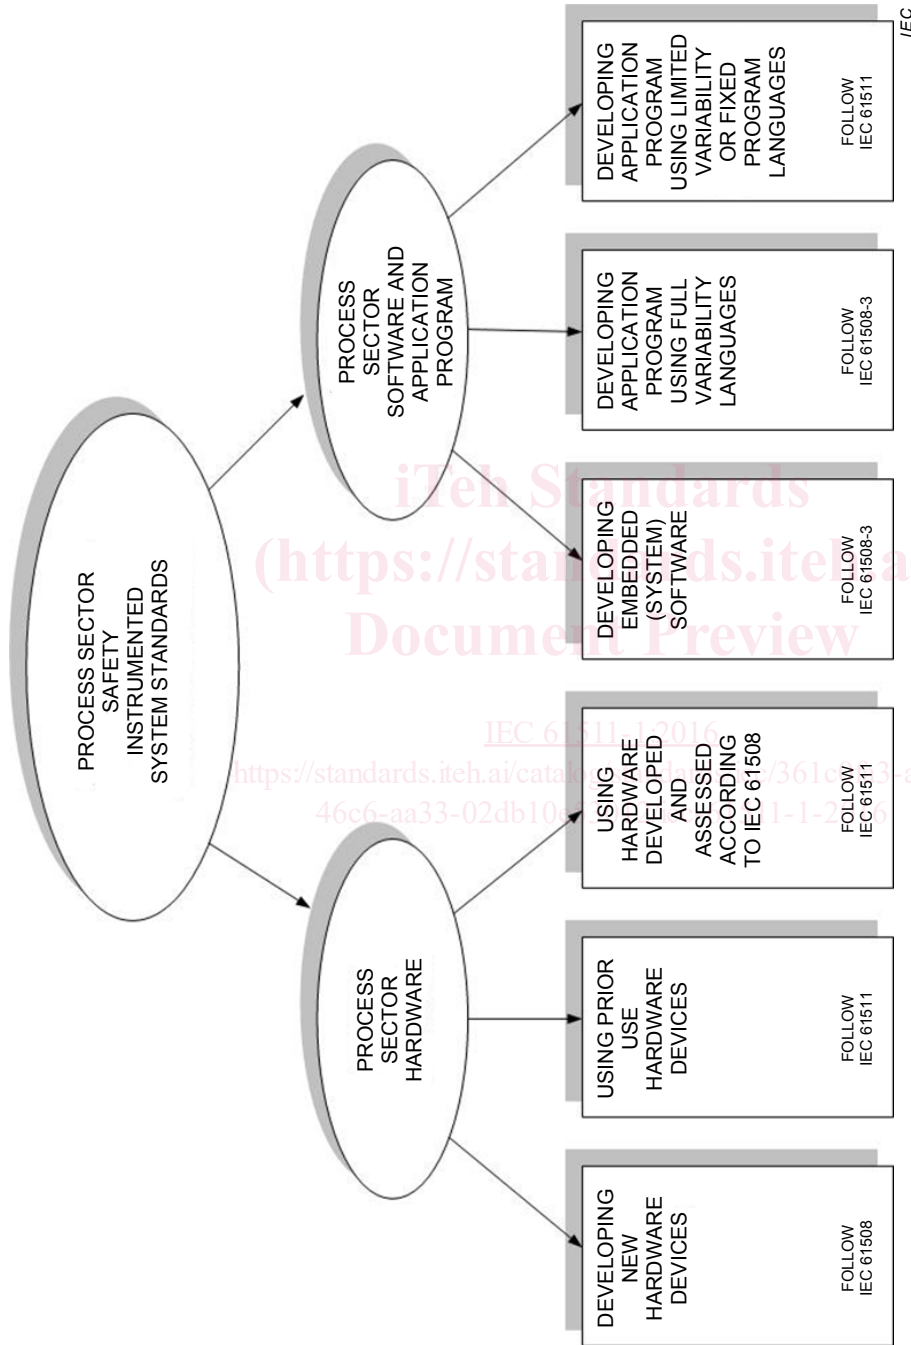 PROCESS SECTOR
SAFETY
INSTRUMENTED
SYSTEM STANDARDS
PROCESS
SECTOR
HARDWARE
PROCESS
SECTOR
SOFTWARE AND
APPLICATION
PROGRAM
DEVELOPING
NEW
HARDWARE
DEVICES
FOLLOW
IEC 61508
USING PRIOR
USE
HARDWARE
DEVICES
FOLLOW
IEC 61511
USING
HARDWARE
DEVELOPED
AND
ASSESSED
ACCORDING
TO IEC 61508
FOLLOW
IEC 61511
DEVELOPING
EMBEDDED
(SYSTEM)
SOFTWARE
FOLLOW
IEC 61508-3
DEVELOPING
APPLICATION
PROGRAM
USING FULL
VARIABILITY
LANGUAGES
FOLLOW
IEC 61508-3
DEVELOPING
APPLICATION
PROGRAM
USING LIMITED
VARIABILITY
OR FIXED
PROGRAM
LANGUAGES
FOLLOW
IEC 61511
IEC
iTeh Standards
(https://standards.iteh.a
Document Preview
IEC 61511-1:2016